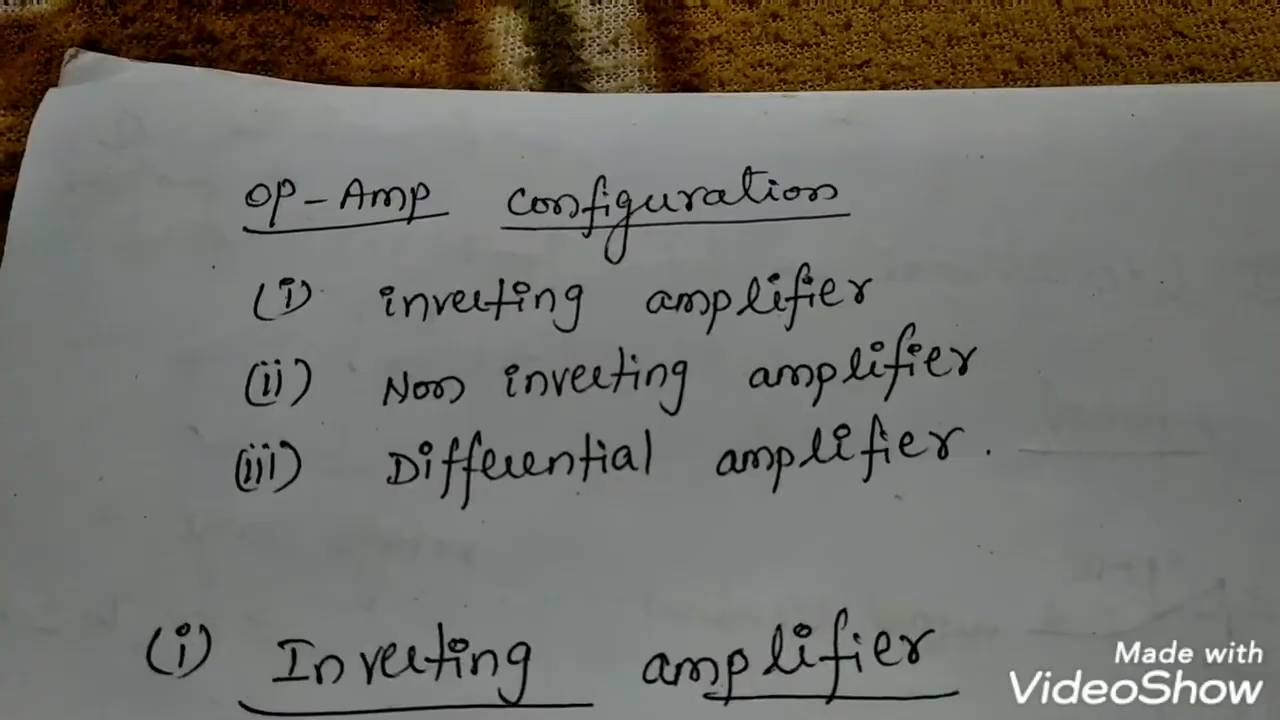 OP-Amp configuration
(i) inverting amplifier
(ii) Non inverting amplifier
(iii) Differential amplifier.
(i) Inverting amplifier
Made with
VideoShow